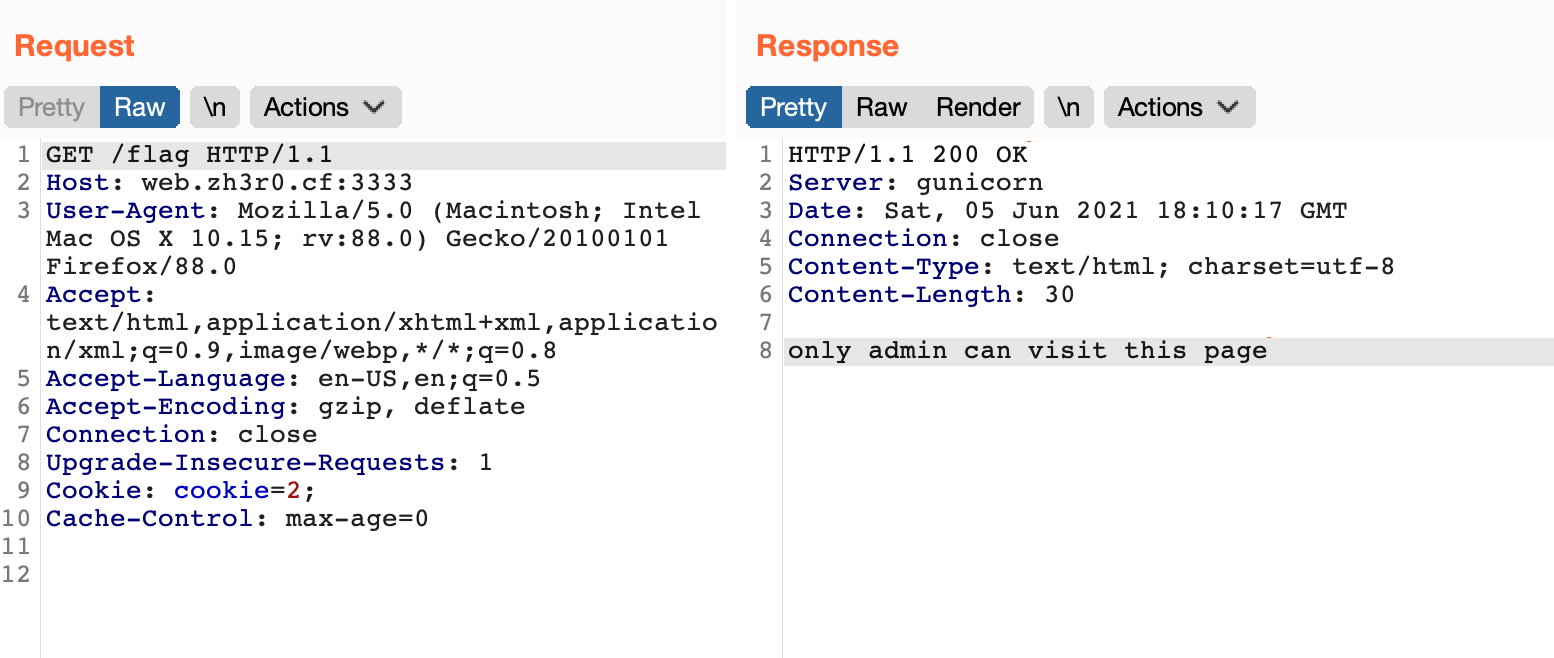 Request
Pretty Raw \n Actions
1 GET /flag HTTP/1.1
2 Host: web.zh3r0.cf:3333
3 User-Agent: Mozilla/5.0 (Macintosh; Intel
Mac OS X 10.15; rv:88.0) Gecko/20100101
Firefox/88.0
4 Accept:
text/html,application/xhtml+xml,applicatio
n/xml;q=0.9,image/webp,*/*;q=0.8
5 Accept-Language: en-US,en;q=0.5
6 Accept-Encoding: gzip, deflate
7 Connection: close
8 Upgrade-Insecure-Requests: 1
9 Cookie: cookie=2;
10 Cache-Control: max-age=0
11
12
Response
Pretty Raw Render \n Actions
1 HTTP/1.1 200 OK
2 Server: gunicorn
3 Date: Sat, 05 Jun 2021 18:10:17 GMT
4 Connection: close
5 Content-Type: text/html; charset=utf-8
6 Content-Length: 30
7
8 only admin can visit this page